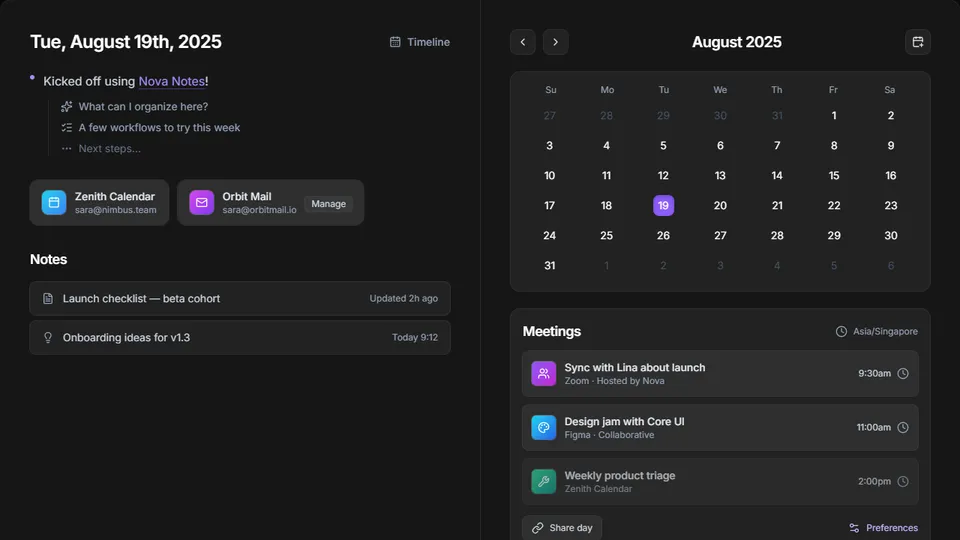 Tue, August 19th, 2025
Timeline
Kicked off using Nova Notes!
What can I organize here?
A few workflows to try this week
Next steps...
Zenith Calendar
sara@nimbus.team
Orbit Mail
sara@orbitmail.io
Manage
Notes
Launch checklist — beta cohort
Updated 2h ago
Onboarding ideas for v1.3
Today 9:12
August 2025
Su Mo Tu We Th Fr Sa
27 28 29 30 31 1 2
3 4 5 6 7 8 9
10 11 12 13 14 15 16
17 18 19 20 21 22 23
24 25 26 27 28 29 30
31 1 2 3 4 5 6
Meetings
Asia/Singapore
Sync with Lina about launch
Zoom · Hosted by Nova
9:30am
Design jam with Core UI
Figma · Collaborative
11:00am
Weekly product triage
Zenith Calendar
2:00pm
Share day
Preferences